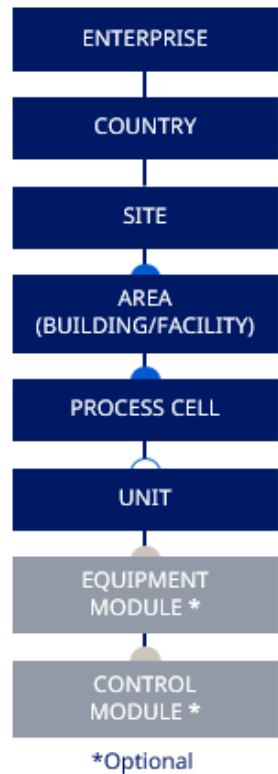 ENTERPRISE
COUNTRY
SITE
AREA
(BUILDING/FACILITY)
PROCESS CELL
UNIT
EQUIPMENT
MODULE *
CONTROL
MODULE *
*Optional